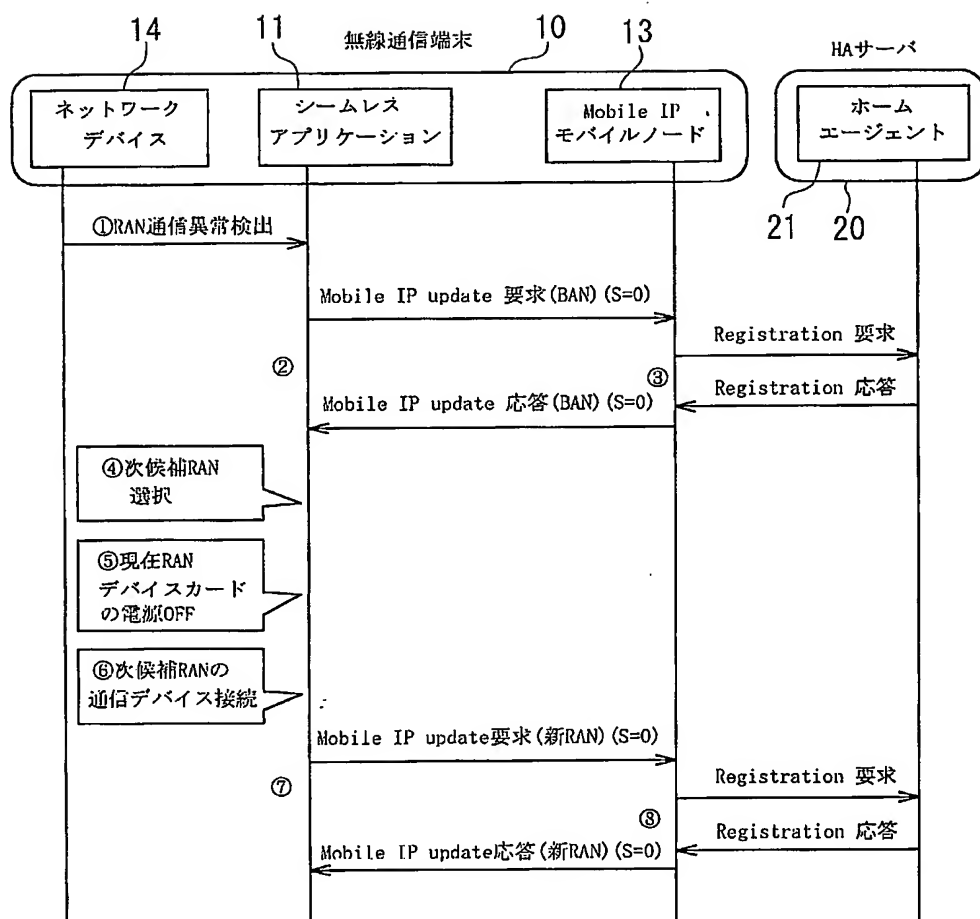 14
11
無線通信端末
10
13
HAサーバ
ネットワーク
デバイス
シームレス
アプリケーション
Mobile IP
モバイルノード
ホーム
エージェント
21
20
①RAN通信異常検出
Mobile IP update 要求(BAN)(S=0)
Registration 要求
②
③
Registration 応答
Mobile IP update 応答(BAN)(S=0)
④次候補RAN
選択
⑤現在RAN
デバイスカード
の電源OFF
⑥次候補RANの
通信デバイス接続
Mobile IP update要求(新RAN)(S=0)
⑦
Registration 要求
⑧
Registration 応答
Mobile IP update応答(新RAN)(S=0)